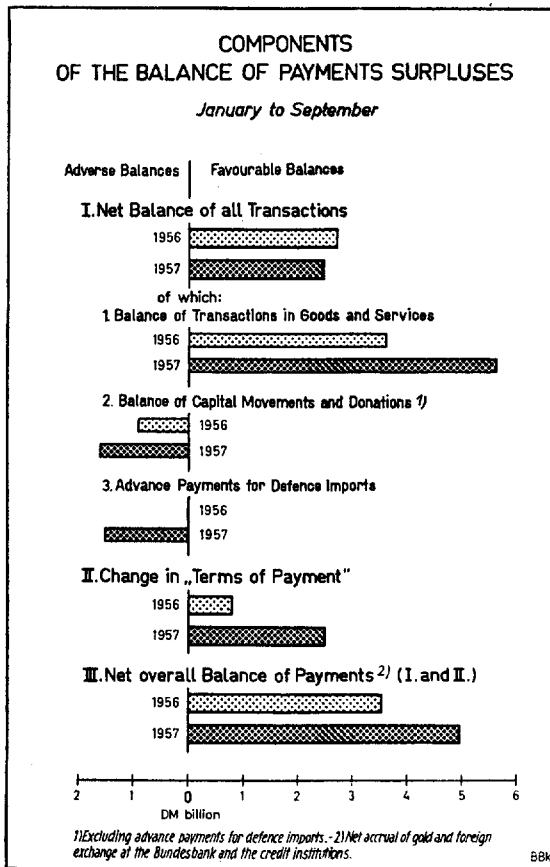 COMPONENTS
OF THE BALANCE OF PAYMENTS SURPLUSES
January to September
Adverse Balances Favourable Balances
I. Net Balance of all Transactions
1956
1957
of which:
1. Balance of Transactions in Goods and Services
1956
1957
2. Balance of Capital Movements and Donations 1)
1956
1957
3. Advance Payments for Defence Imports
1956
1957
II. Change in „Terms of Payment"
1956
1957
III. Net overall Balance of Payments 2) (I. and II.)
1956
1957
2 1 0 1 2 3 4 5 6
DM billion
1) Excluding advance payments for defence imports. - 2) Net accrual of gold and foreign
exchange at the Bundesbank and the credit institutions.
BBK